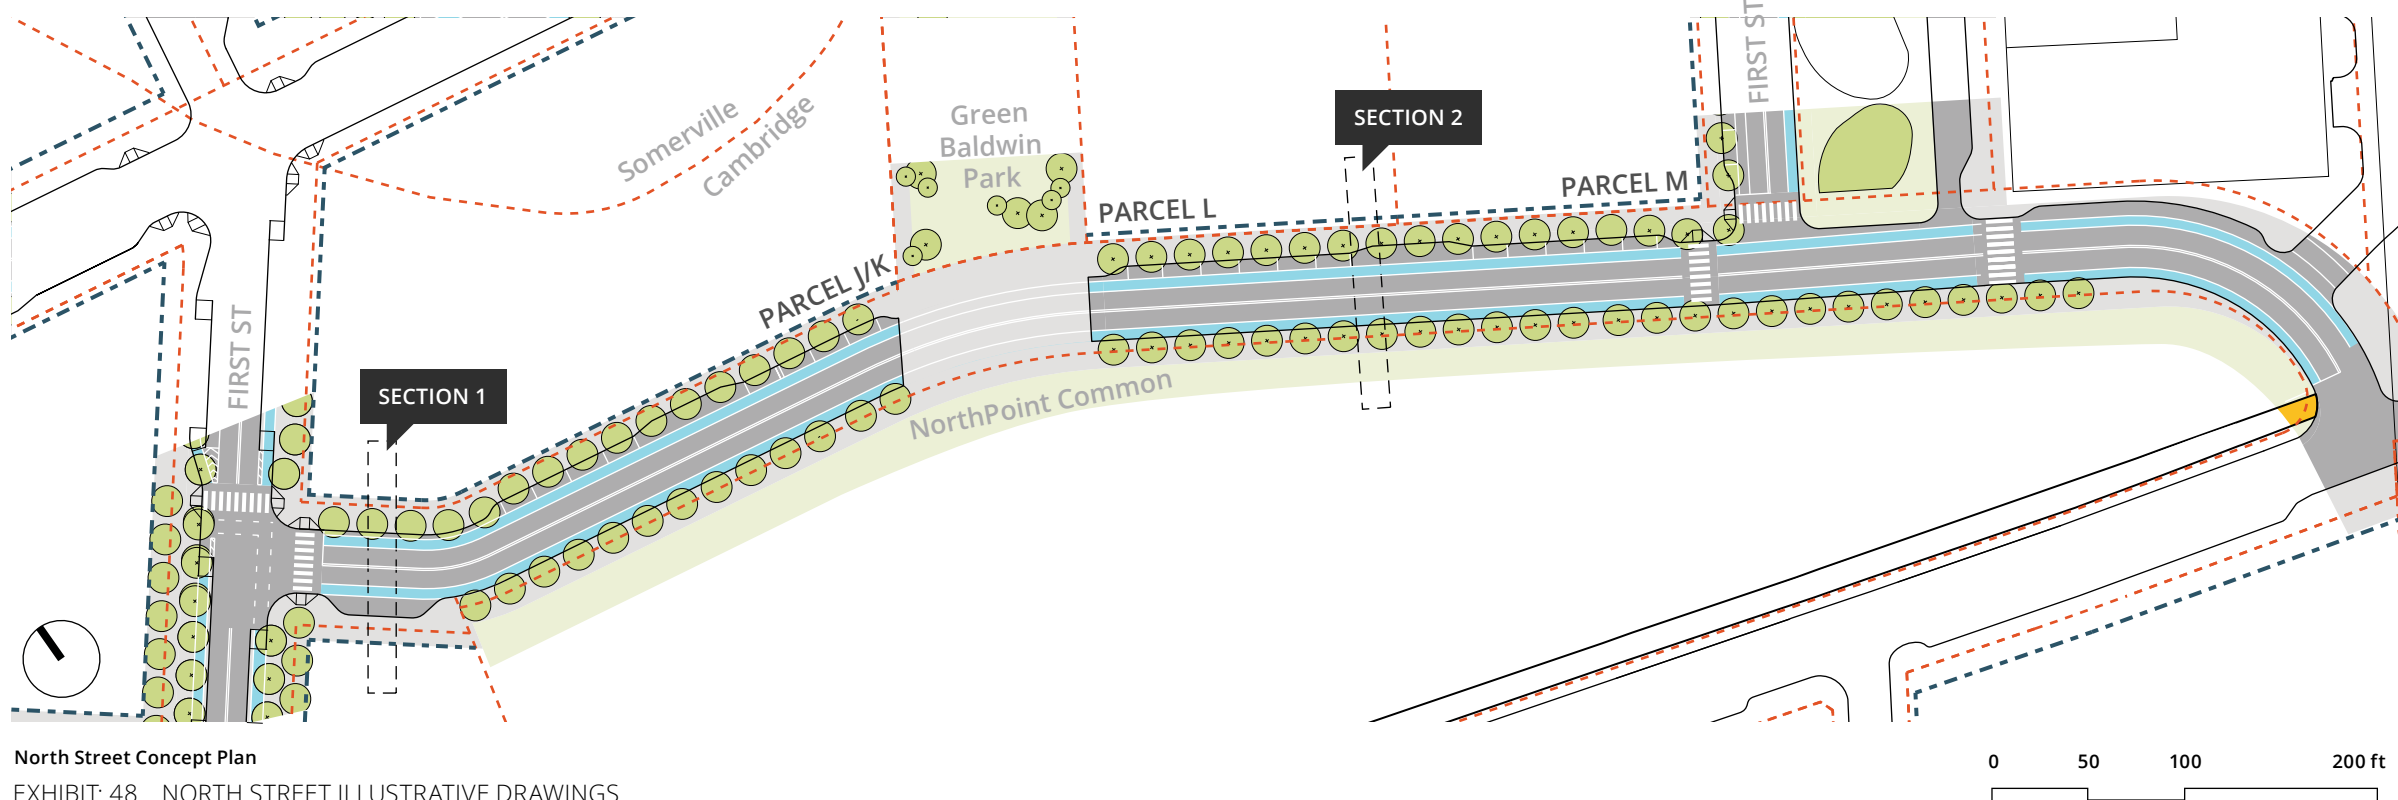 FIRST ST
Somerville
Cambridge
Green
Baldwin
Park
SECTION 2
PARCEL M
PARCEL L
PARCEL J/K
FIRST ST
SECTION 1
NorthPoint Common
North Street Concept Plan
0 50 100 200 ft
EXHIBIT: 48 NORTH STREET ILLUSTRATIVE DRAWINGS